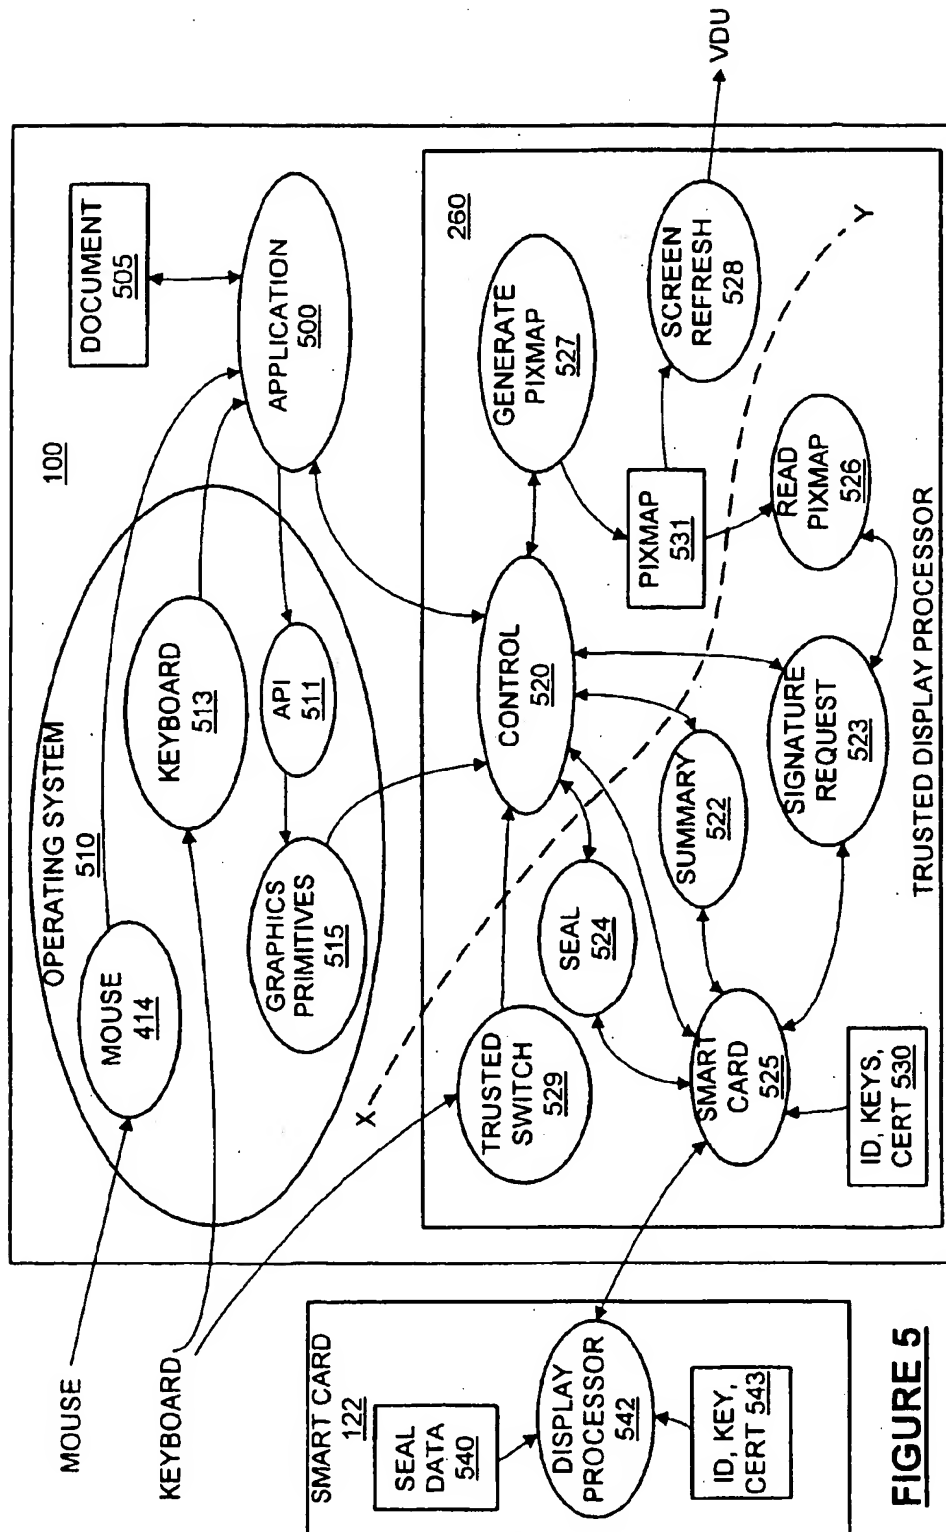 MOUSE
KEYBOARD
100
OPERATING SYSTEM
510
MOUSE
414
KEYBOARD
513
API
511
GRAPHICS
PRIMITIVES
515
DOCUMENT
505
APPLICATION
500
X
260
TRUSTED
SWITCH
529
CONTROL
520
GENERATE
PIXMAP
527
SEAL
524
PIXMAP
531
SCREEN
REFRESH
528
VDU
Y
SUMMARY
522
SMART
CARD
525
SIGNATURE
REQUEST
523
READ
PIXMAP
526
ID, KEYS,
CERT 530
TRUSTED DISPLAY PROCESSOR
SMART CARD
122
SEAL
DATA
540
DISPLAY
PROCESSOR
542
ID, KEY,
CERT 543
FIGURE 5